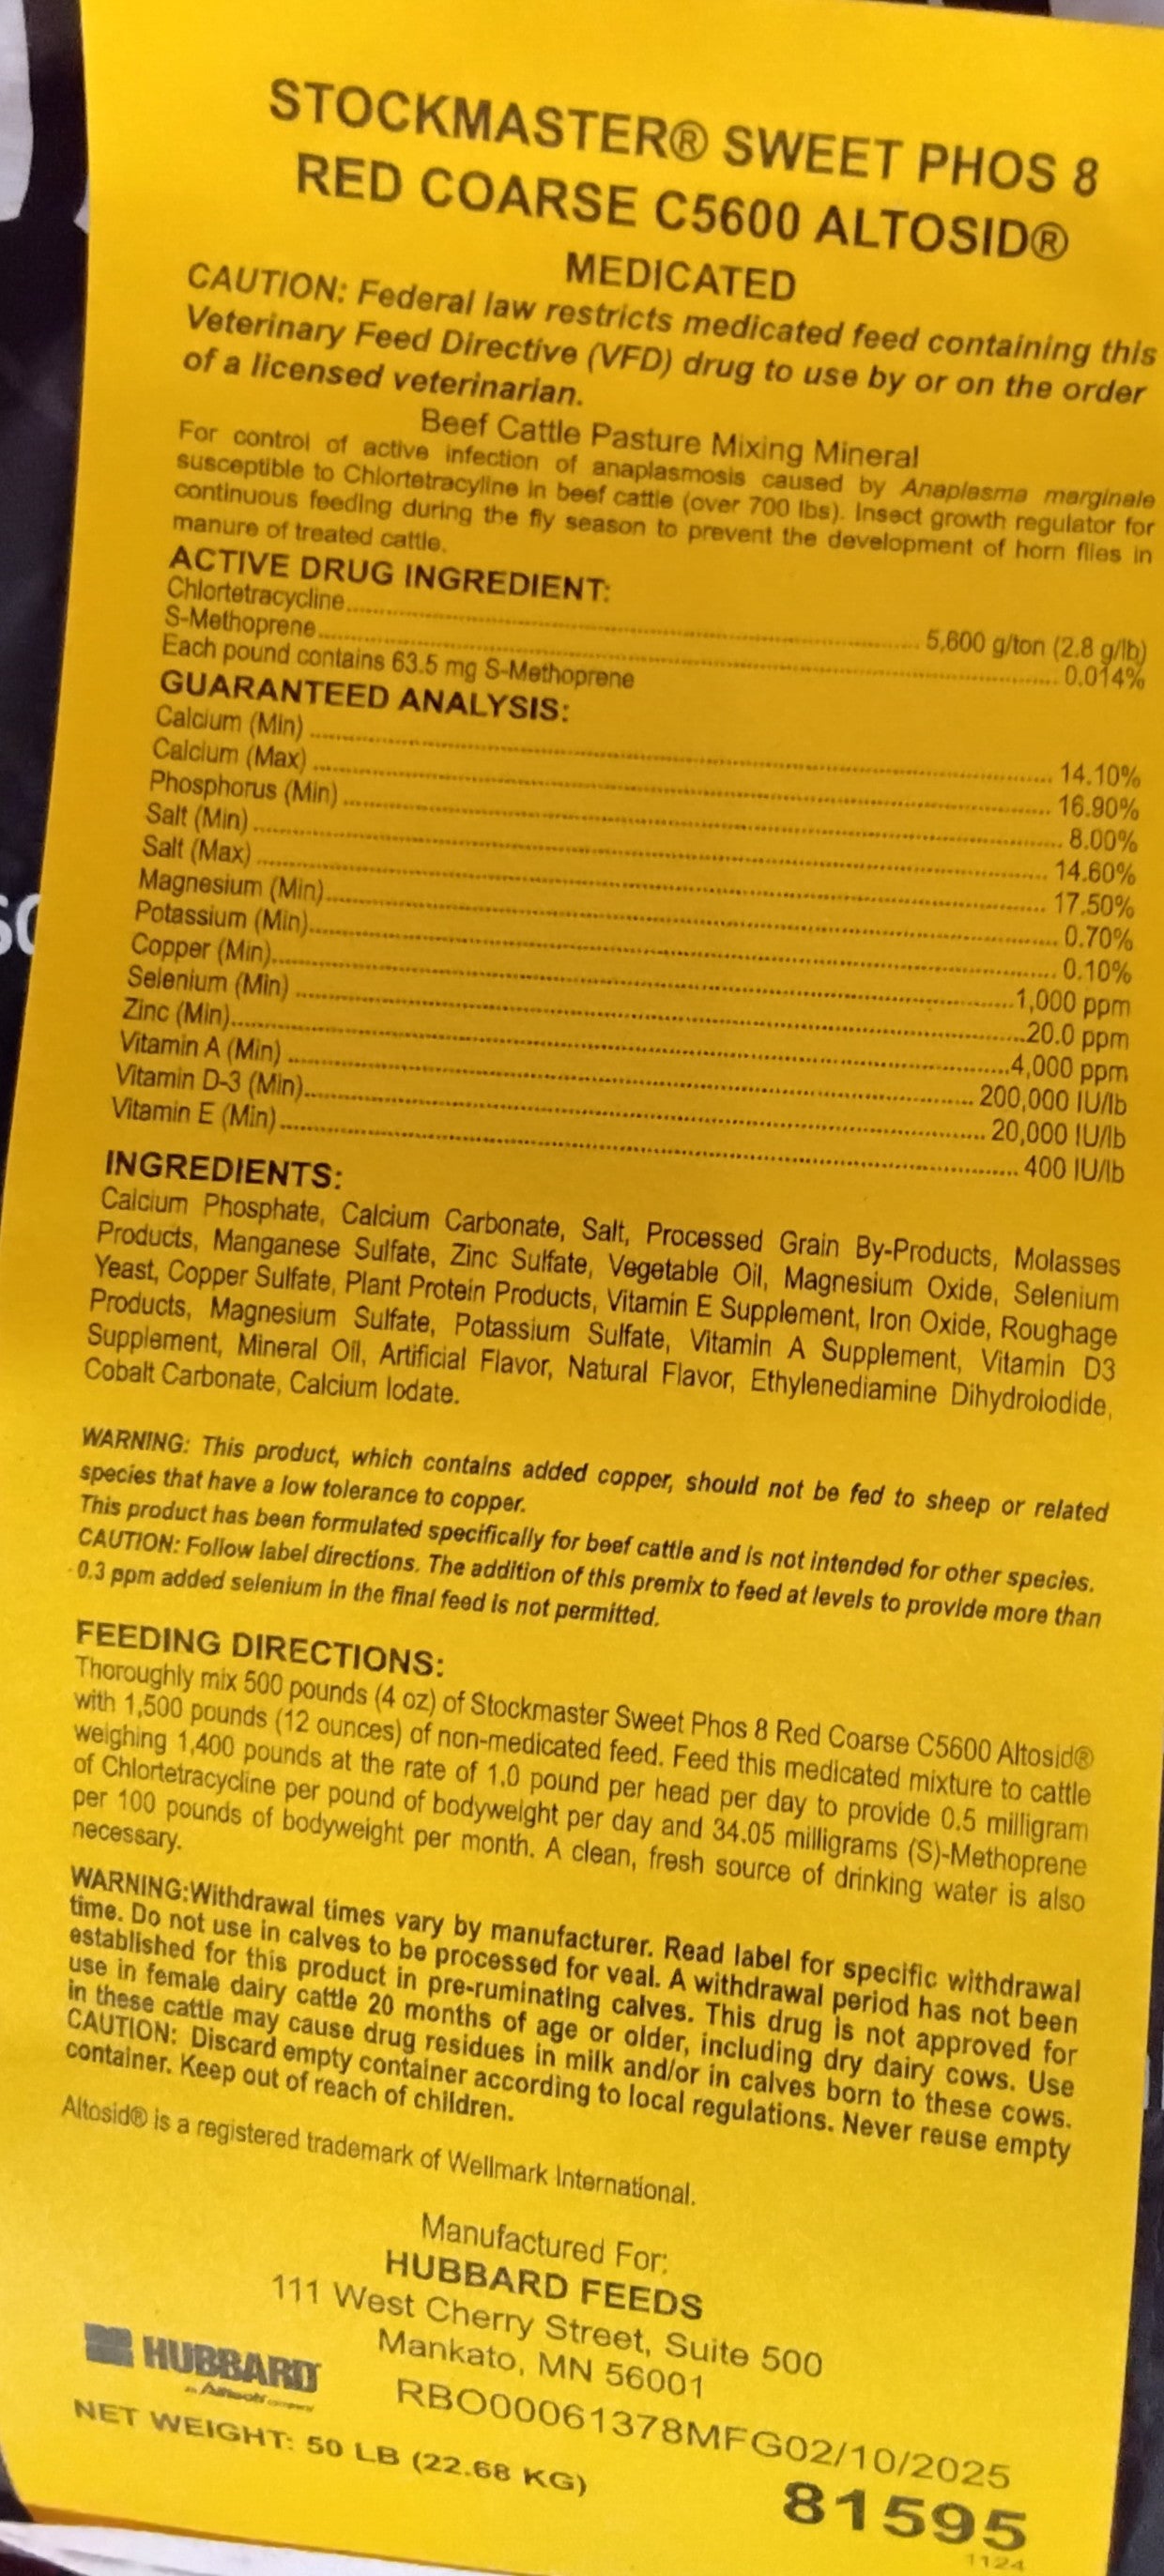 STOCKMASTER® SWEET PHOS 8
RED COARSE C5600 ALTOSID®
MEDICATED
CAUTION: Federal law restricts medicated feed containing this
Veterinary Feed Directive (VFD) drug to use by or on the order
of a licensed veterinarian.
Beef Cattle Pasture Mixing Mineral
For control of active infection of anaplasmosis caused by Anaplasma marginale
susceptible to Chlortetracyline in beef cattle (over 700 lbs). Insect growth regulator for
continuous feeding during the fly season to prevent the development of horn flies in
manure of treated cattle.
ACTIVE DRUG INGREDIENT:
Chlortetracycline 5,600 g/ton (2.8 g/lb)
S-Methoprene 0.014%
Each pound contains 63.5 mg S-Methoprene
GUARANTEED ANALYSIS:
Calcium (Min) 14.10%
Calcium (Max) 16.90%
Phosphorus (Min) 8.00%
Salt (Min) 14.60%
Salt (Max) 17.50%
Magnesium (Min) 0.70%
Potassium (Min) 0.10%
Copper (Min) 1,000 ppm
Selenium (Min) 20.0 ppm
Zinc (Min) 4,000 ppm
Vitamin A (Min) 200,000 IU/lb
Vitamin D-3 (Min) 20,000 IU/lb
Vitamin E (Min) 400 IU/lb
INGREDIENTS:
Calcium Phosphate, Calcium Carbonate, Salt, Processed Grain By-Products, Molasses
Products, Manganese Sulfate, Zinc Sulfate, Vegetable Oil, Magnesium Oxide, Selenium
Yeast, Copper Sulfate, Plant Protein Products, Vitamin E Supplement, Iron Oxide, Roughage
Products, Magnesium Sulfate, Potassium Sulfate, Vitamin A Supplement, Vitamin D3
Supplement, Mineral Oil, Artificial Flavor, Natural Flavor, Ethylenediamine Dihydroiodide,
Cobalt Carbonate, Calcium Iodate.
WARNING: This product, which contains added copper, should not be fed to sheep or related
species that have a low tolerance to copper.
This product has been formulated specifically for beef cattle and is not intended for other species.
CAUTION: Follow label directions. The addition of this premix to feed at levels to provide more than
0.3 ppm added selenium in the final feed is not permitted.
FEEDING DIRECTIONS:
Thoroughly mix 500 pounds (4 oz) of Stockmaster Sweet Phos 8 Red Coarse C5600 Altosid®
with 1,500 pounds (12 ounces) of non-medicated feed. Feed this medicated mixture to cattle
weighing 1,400 pounds at the rate of 1.0 pound per head per day to provide 0.5 milligram
of Chlortetracycline per pound of bodyweight per day and 34.05 milligrams (S)-Methoprene
per 100 pounds of bodyweight per month. A clean, fresh source of drinking water is also
necessary.
WARNING:Withdrawal times vary by manufacturer. Read label for specific withdrawal
time. Do not use in calves to be processed for veal. A withdrawal period has not been
established for this product in pre-ruminating calves. This drug is not approved for
use in female dairy cattle 20 months of age or older, including dry dairy cows. Use
in these cattle may cause drug residues in milk and/or in calves born to these cows.
CAUTION: Discard empty container according to local regulations. Never reuse empty
container. Keep out of reach of children.
Altosid® is a registered trademark of Wellmark International.
Manufactured For:
HUBBARD FEEDS
111 West Cherry Street, Suite 500
Mankato, MN 56001
RBO00061378MFG02/10/2025
HUBBARD
an Alltech company
NET WEIGHT: 50 LB (22.68 KG)
81595
1124